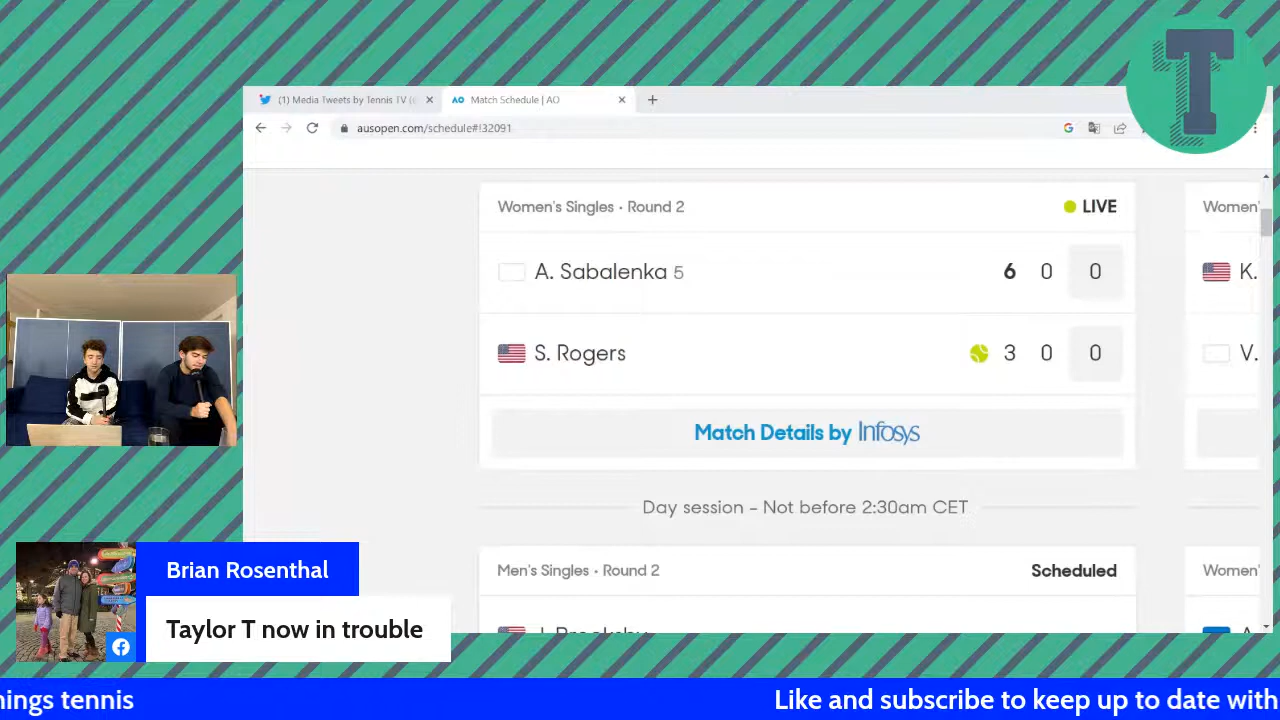 (1) Media Tweets by Tennis TV (
Match Schedule | AO
ausopen.com/schedule#!32091
T
Women's Singles • Round 2
LIVE
Women'
A. Sabalenka 5
6 0 0
K.
S. Rogers
3 0 0
V.
Match Details by Infosys
Day session - Not before 2:30am CET
Men's Singles • Round 2
Scheduled
Women'
J. Brooksby
A.
Brian Rosenthal
Taylor T now in trouble
nings tennis
Like and subscribe to keep up to date with